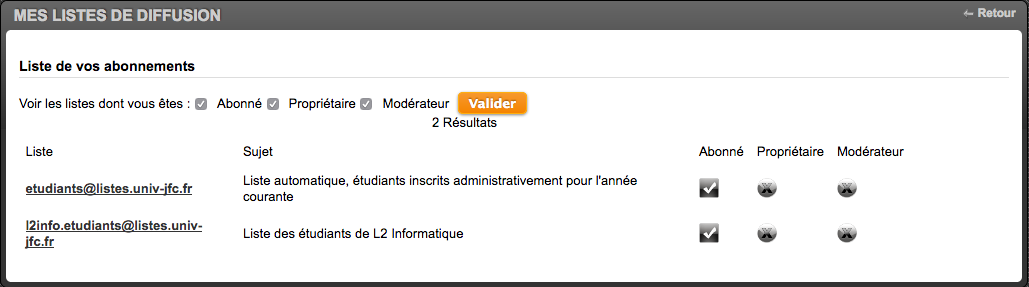 MES LISTES DE DIFFUSION
← Retour
Liste de vos abonnements
Voir les listes dont vous êtes : Abonné Propriétaire Modérateur Valider
2 Résultats
Liste Sujet Abonné Propriétaire Modérateur
etudiants@listes.univ-jfc.fr
Liste automatique, étudiants inscrits administrativement pour l'année
courante
l2info.etudiants@listes.univ-
jfc.fr
Liste des étudiants de L2 Informatique